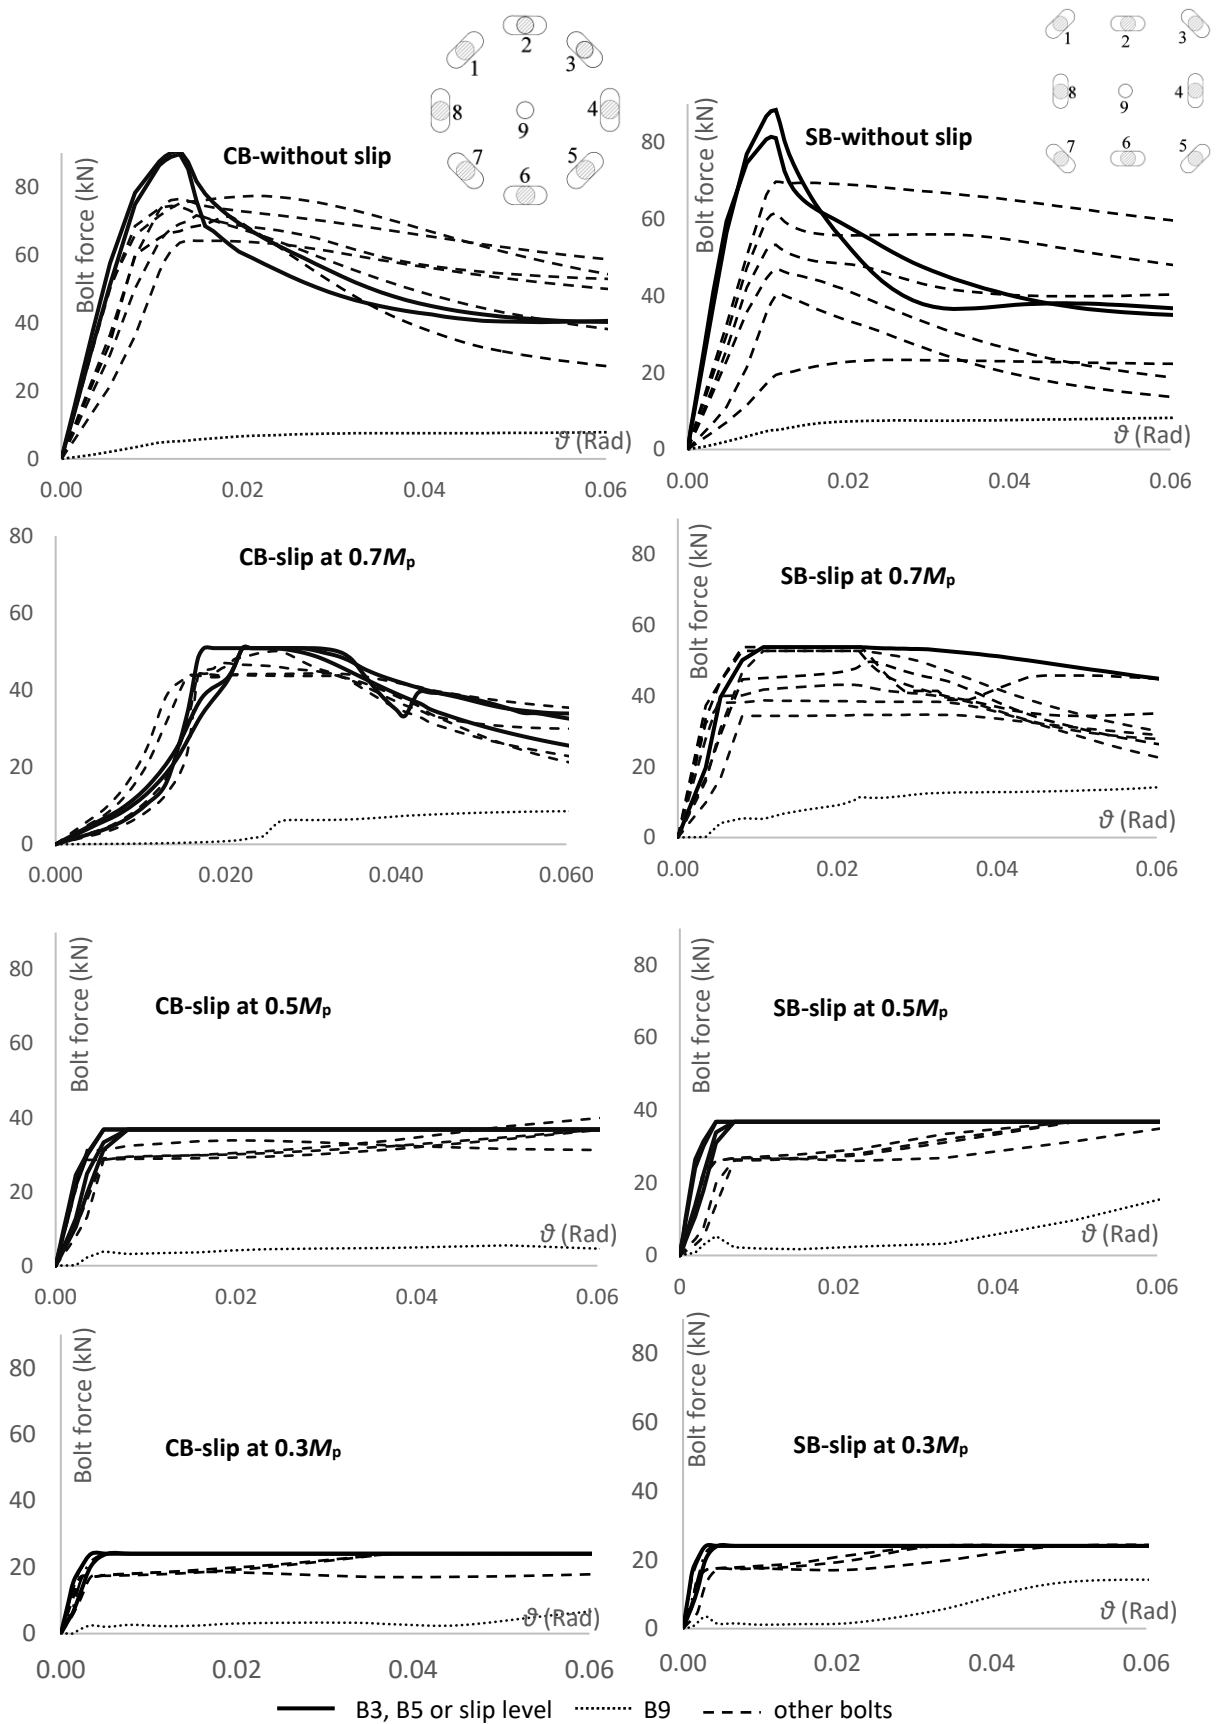 CB-without slip
Bolt force (kN)
80
60
40
20
0
0.00 0.02 0.04 0.06
ϑ (Rad)
1 2 3 4 5 6 7 8 9
SB-without slip
Bolt force (kN)
80
60
40
20
0
0.00 0.02 0.04 0.06
ϑ (Rad)
1 2 3 4 5 6 7 8 9
CB-slip at 0.7Mp
80
60
40
20
0
0.000 0.020 0.040 0.060
SB-slip at 0.7Mp
Bolt force (kN)
80
60
40
20
0
0.00 0.02 0.04 0.06
ϑ (Rad)
CB-slip at 0.5Mp
Bolt force (kN)
80
60
40
20
0
0.00 0.02 0.04 0.06
ϑ (Rad)
SB-slip at 0.5Mp
Bolt force (kN)
80
60
40
20
0
0 0.02 0.04 0.06
ϑ (Rad)
CB-slip at 0.3Mp
Bolt force (kN)
80
60
40
20
0
0.00 0.02 0.04 0.06
ϑ (Rad)
SB-slip at 0.3Mp
Bolt force (kN)
80
60
40
20
0
0.00 0.02 0.04 0.06
ϑ (Rad)
B3, B5 or slip level B9 other bolts